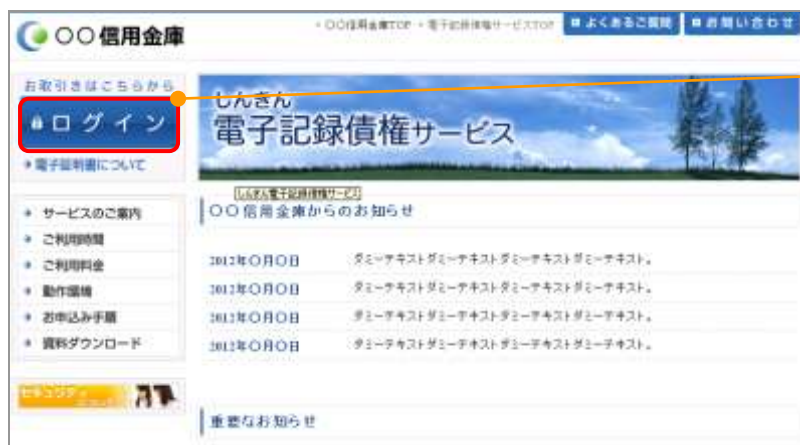 ○○信用金庫
○○信用金庫TOP
電子記録債権サービスTOP
よくあるご質問
お問い合わせ
お取引きはこちらから
ログイン
電子証明書について
しんきん
電子記録債権サービス
しんきん電子記録債権サービス
サービスのご案内
ご利用時間
ご利用料金
動作環境
お申込み手順
資料ダウンロード
セキュリティ
○○信用金庫からのお知らせ
2012年○月○日 ダミーテキストダミーテキストダミーテキストダミーテキスト。
2012年○月○日 ダミーテキストダミーテキストダミーテキストダミーテキスト。
2012年○月○日 ダミーテキストダミーテキストダミーテキストダミーテキスト。
2012年○月○日 ダミーテキストダミーテキストダミーテキストダミーテキスト。
重要なお知らせ